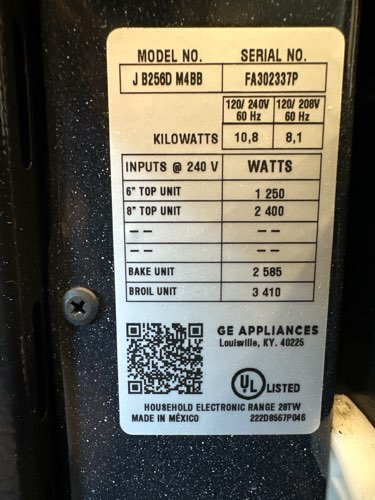 MODEL NO. SERIAL NO.
J B256D M4BB FA302337P
120/ 240V 120/ 208V
60 Hz 60 Hz
KILOWATTS 10,8 8,1
INPUTS @ 240 V WATTS
6" TOP UNIT 1 250
8" TOP UNIT 2 400
-- --
-- --
BAKE UNIT 2 585
BROIL UNIT 3 410
GE APPLIANCES
Louisville, KY. 40225
UL LISTED
HOUSEHOLD ELECTRONIC RANGE 28TW
MADE IN MÉXICO 222D8567P046